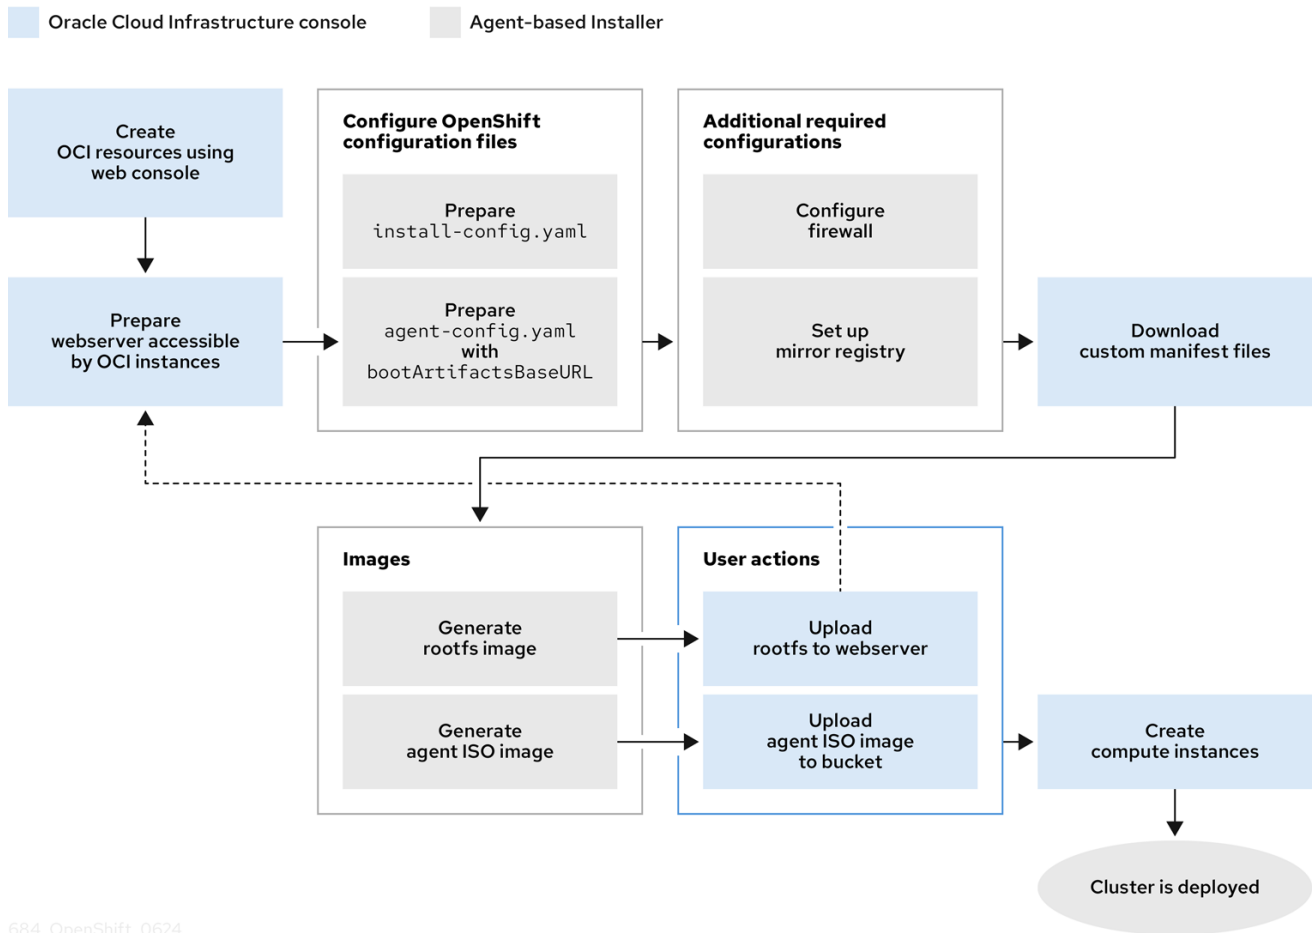 Oracle Cloud Infrastructure console
Agent-based Installer
Create
OCI resources using
web console
Prepare
webserver accessible
by OCI instances
Configure OpenShift
configuration files
Prepare
install-config.yaml
Prepare
agent-config.yaml
with
bootArtifactsBaseURL
Additional required
configurations
Configure
firewall
Set up
mirror registry
Download
custom manifest files
Images
Generate
rootfs image
Generate
agent ISO image
User actions
Upload
rootfs to webserver
Upload
agent ISO image
to bucket
Create
compute instances
Cluster is deployed
684_OpenShift_0624